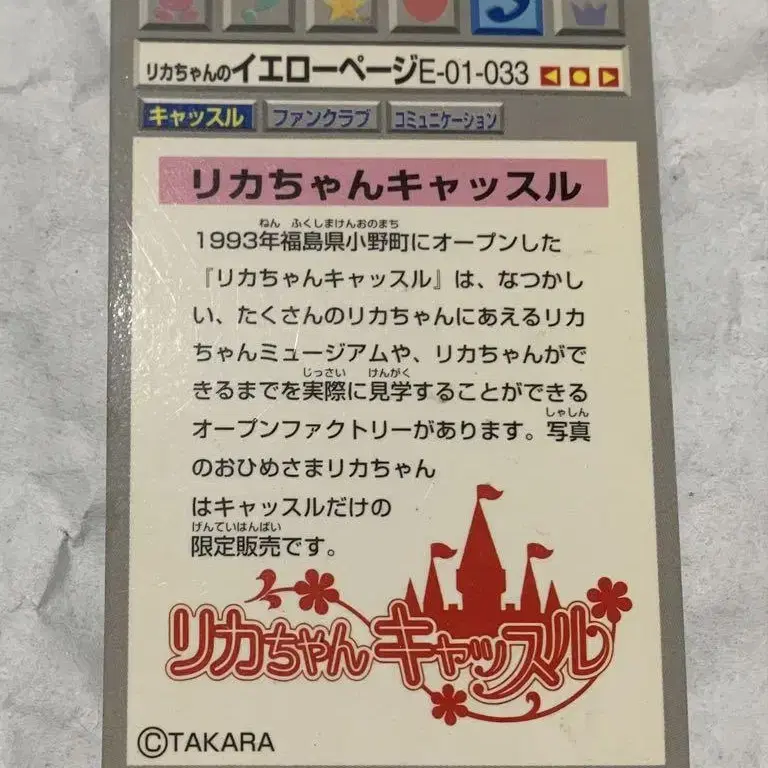 リカちゃんのイエローページE-01-033
キャッスル ファンクラブ コミュニケーション
リカちゃんキャッスル
ねん ふくしまけんおのまち
1993年福島県小野町にオープンした
『リカちゃんキャッスル』は、なつかし
い、たくさんのリカちゃんにあえるリカ
ちゃんミュージアムや、リカちゃんがで
じっさい けんがく
きるまでを実際に見学することができる
しゃしん
オープンファクトリーがあります。写真
のおひめさまリカちゃん
はキャッスルだけの
げんていはんばい
限定販売です。
リカちゃんキャッスル
©TAKARA